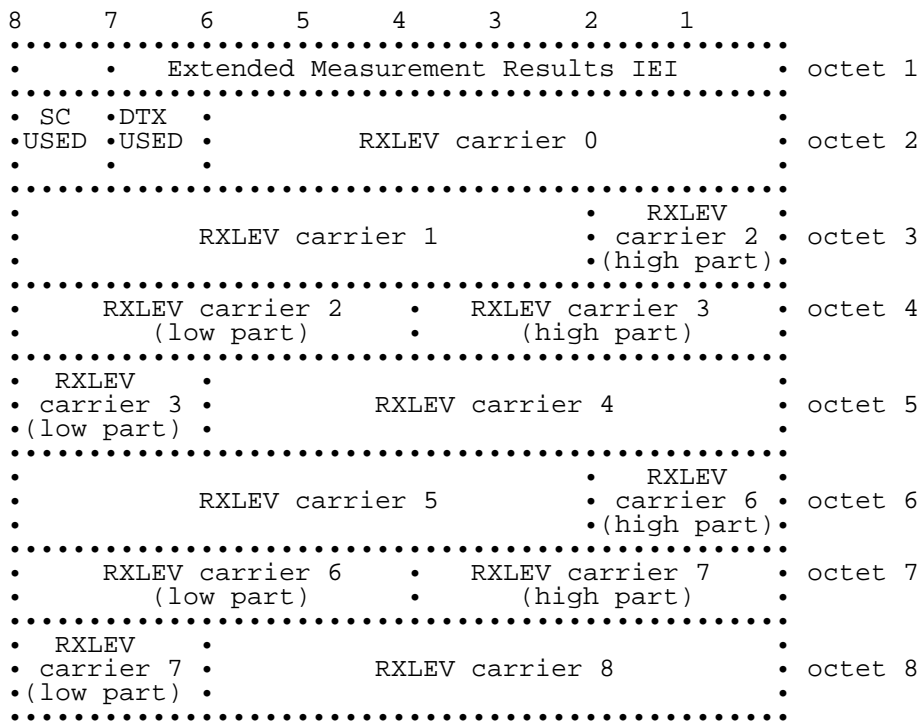 8 7 6 5 4 3 2 1
Extended Measurement Results IEI octet 1
SC DTX
USED USED RXLEV carrier 0 octet 2
RXLEV
RXLEV carrier 1 carrier 2 octet 3
(high part)
RXLEV carrier 2 RXLEV carrier 3 octet 4
(low part) (high part)
RXLEV
carrier 3 RXLEV carrier 4 octet 5
(low part)
RXLEV
RXLEV carrier 5 carrier 6 octet 6
(high part)
RXLEV carrier 6 RXLEV carrier 7 octet 7
(low part) (high part)
RXLEV
carrier 7 RXLEV carrier 8 octet 8
(low part)